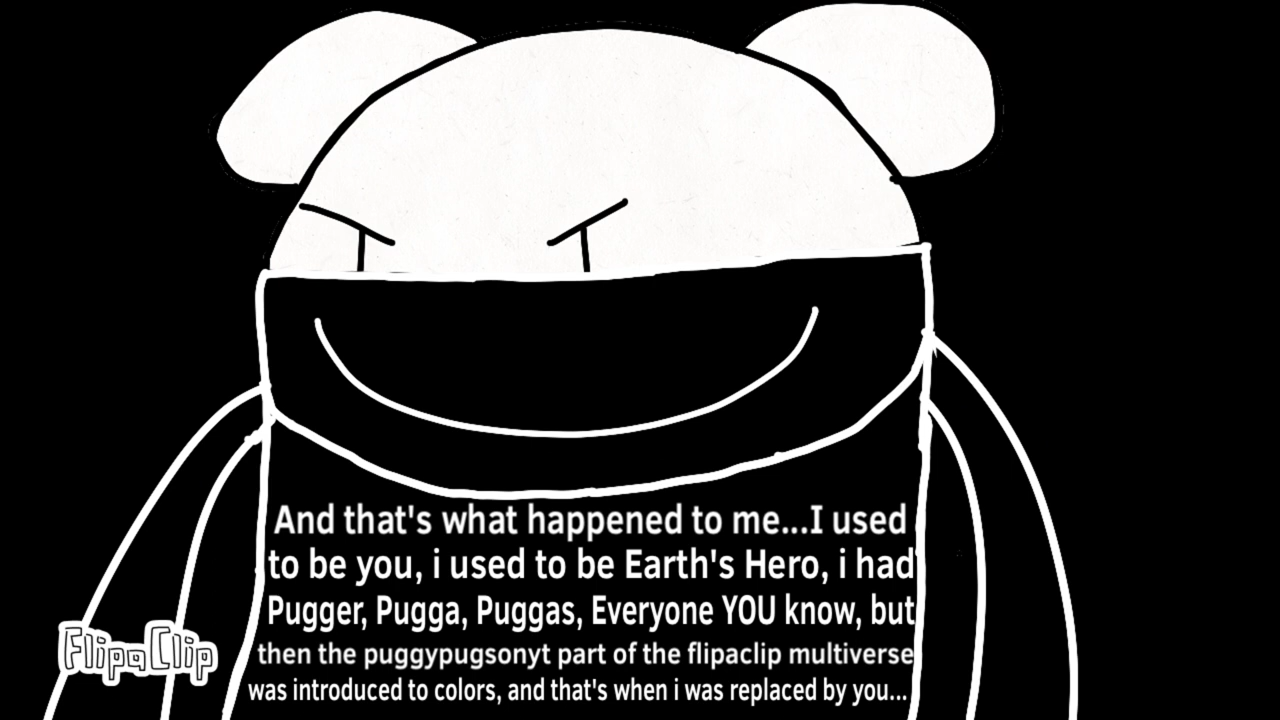 And that's what happened to me...I used
to be you, i used to be Earth's Hero, i had
Pugger, Pugga, Puggas, Everyone YOU know, but
then the puggypugsonyt part of the flipaclip multiverse
was introduced to colors, and that's when i was replaced by you...
FlipaClip